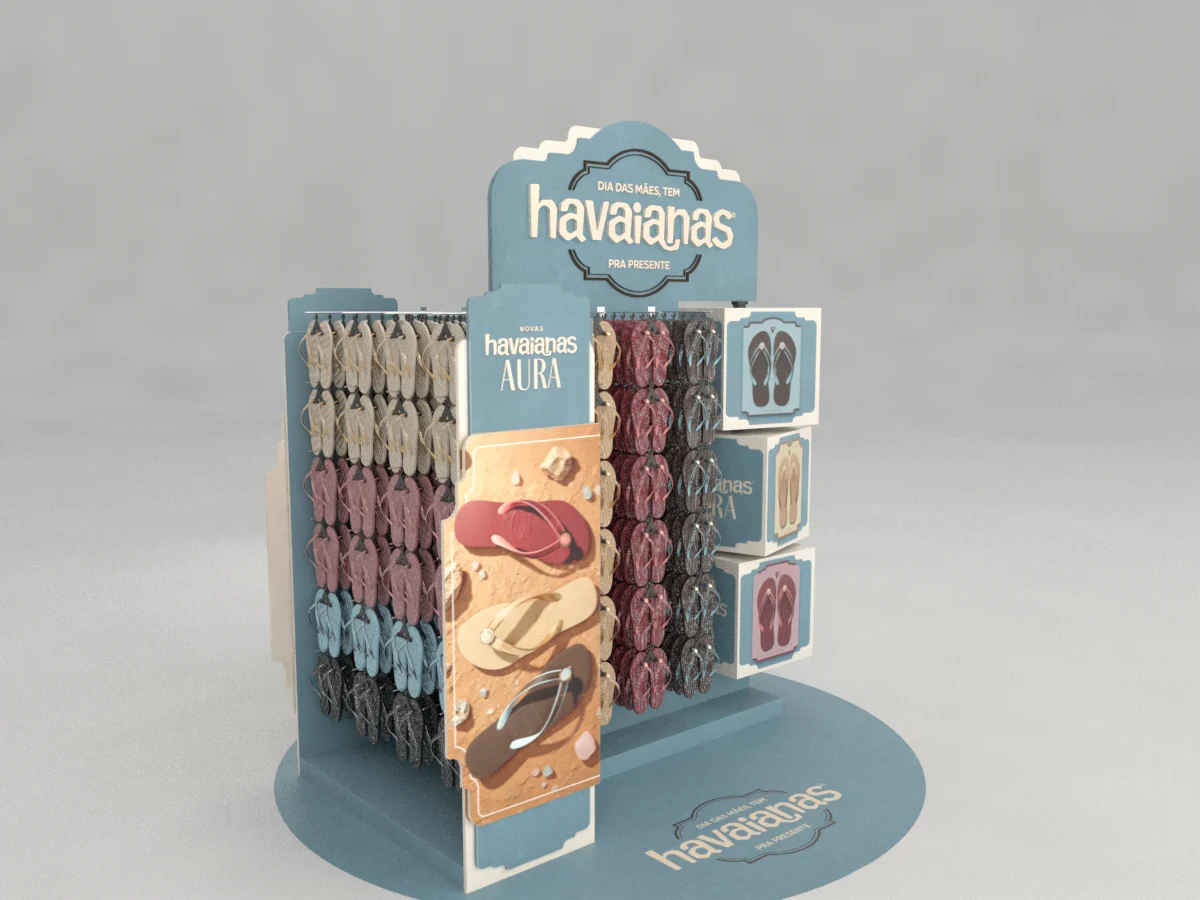 DIA DAS MÃES, TEM
havaianas®
PRA PRESENTE
NOVAS
havaianas
AURA
anas
RA
DIA DAS MÃES, TEM
havaianas
PRA PRESENTE